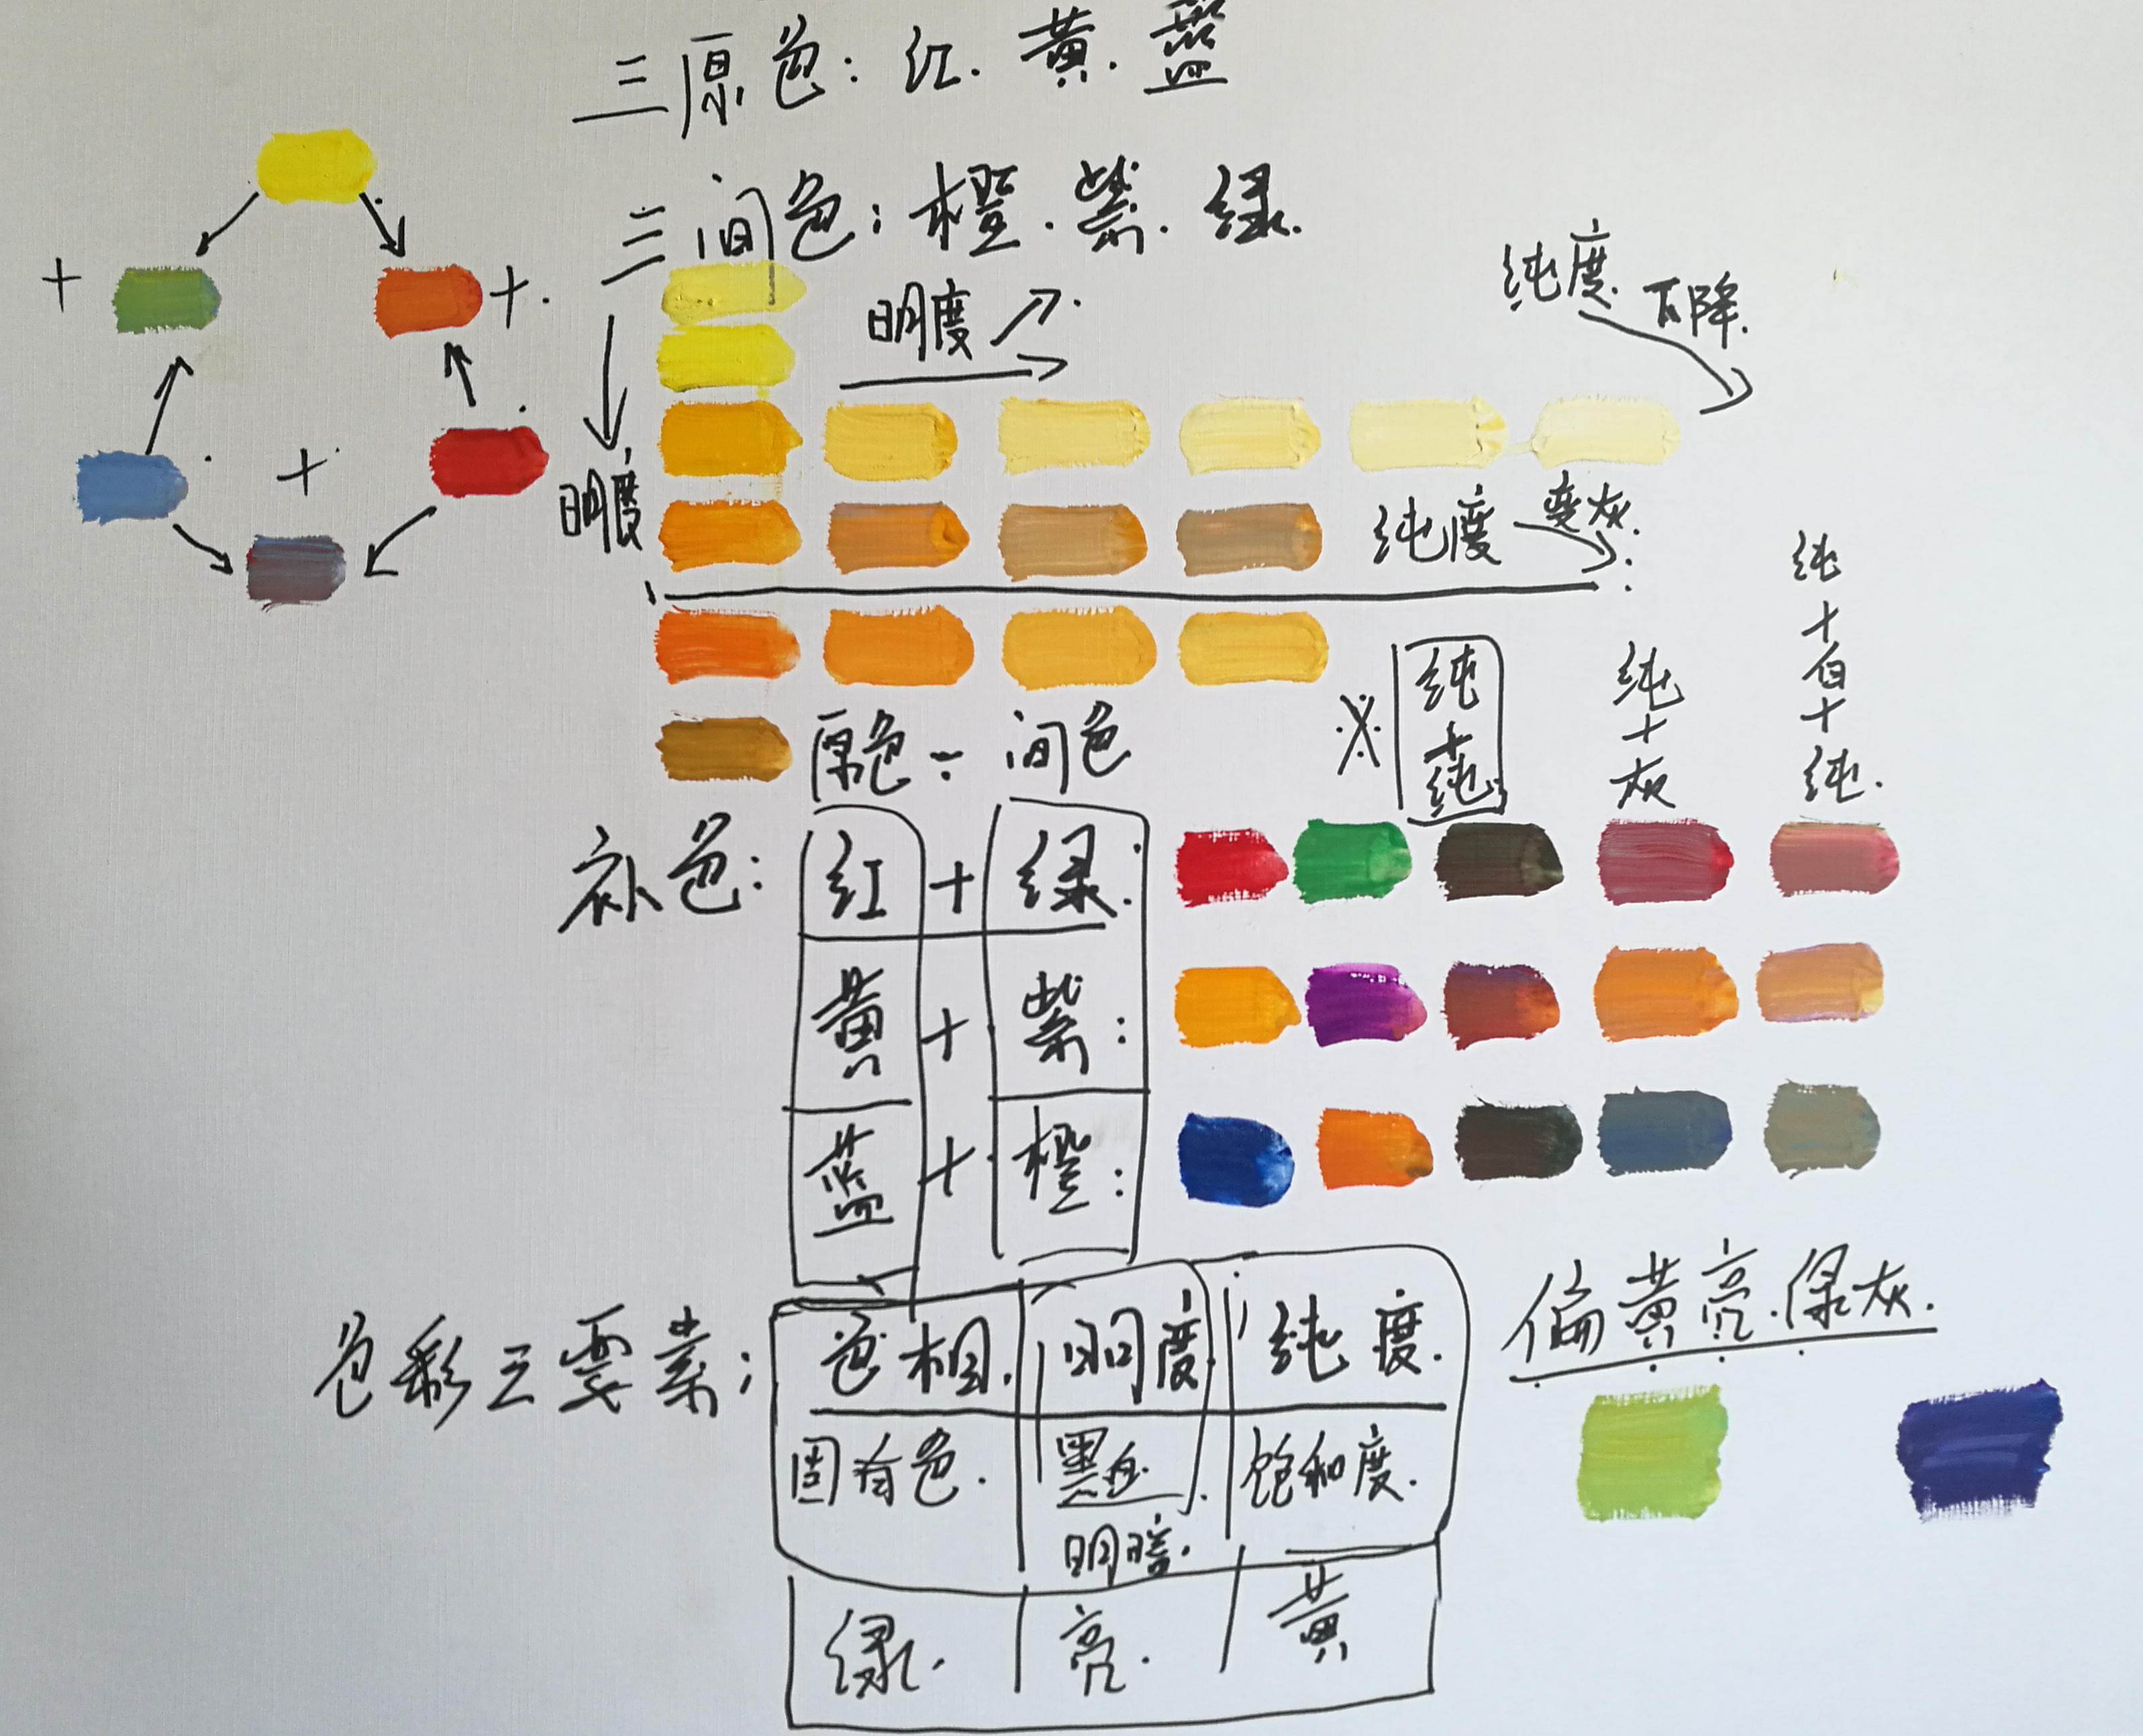 三原色：红.黄.蓝
三间色：橙.紫.绿.
明度
纯度下降.
明度
纯度 变灰
纯+白+纯.
纯+灰
※ 纯+纯
原色 - 间色
补色：
红 + 绿：
黄 + 紫：
蓝 + 橙：
偏黄亮.绿灰.
色彩三要素： 色相. 明度 纯度.
固有色. 黑白. 饱和度.
明暗.
绿. 亮. 黄